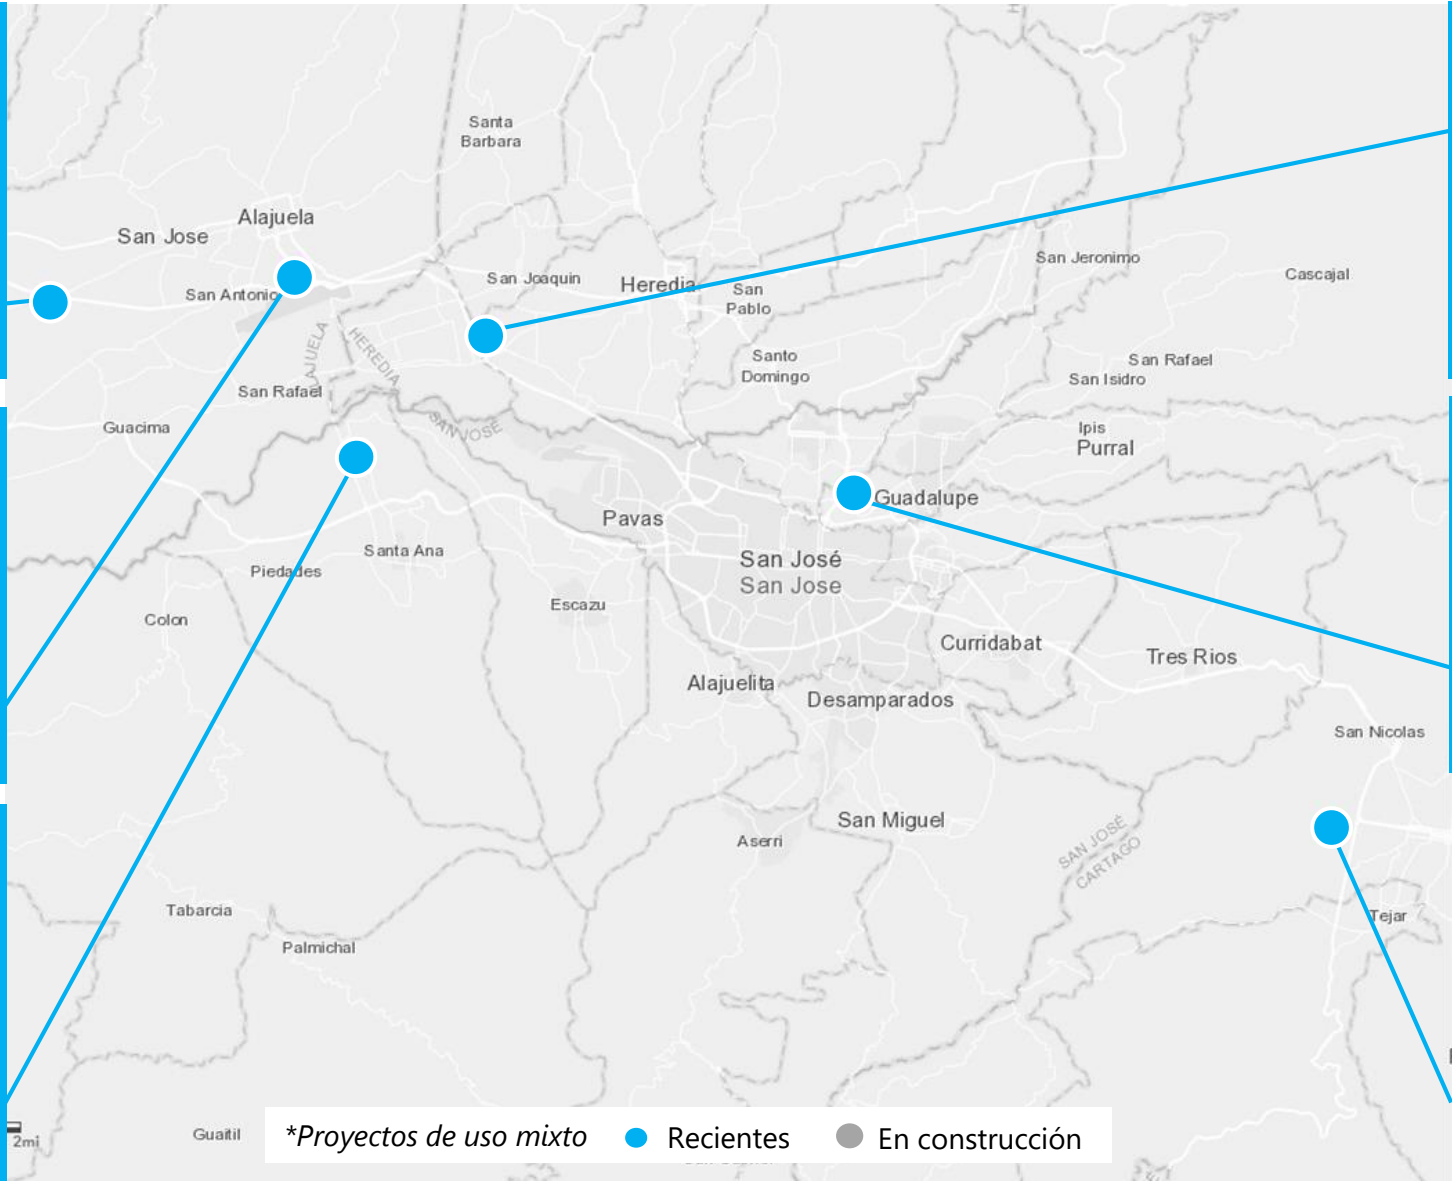 Santa
Barbara
Alajuela
San Jose
San Joaquin
Heredia
San Jeronimo
Cascajal
San Antonio
San
Pablo
AJUELA
HEREDIA
Santo
Domingo
San Rafael
San Isidro
San Rafael
Guacima
SAN JOSÉ
Ipis
Purral
Guadalupe
Pavas
San José
San Jose
Santa Ana
Piedades
Escazu
Colon
Curridabat
Tres Rios
Alajuelita
Desamparados
San Nicolas
San Miguel
Aserri
SAN JOSÉ
CARTAGO
Tabarcia
Tejar
Palmichal
Guaitil
2mi
*Proyectos de uso mixto Recientes En construcción